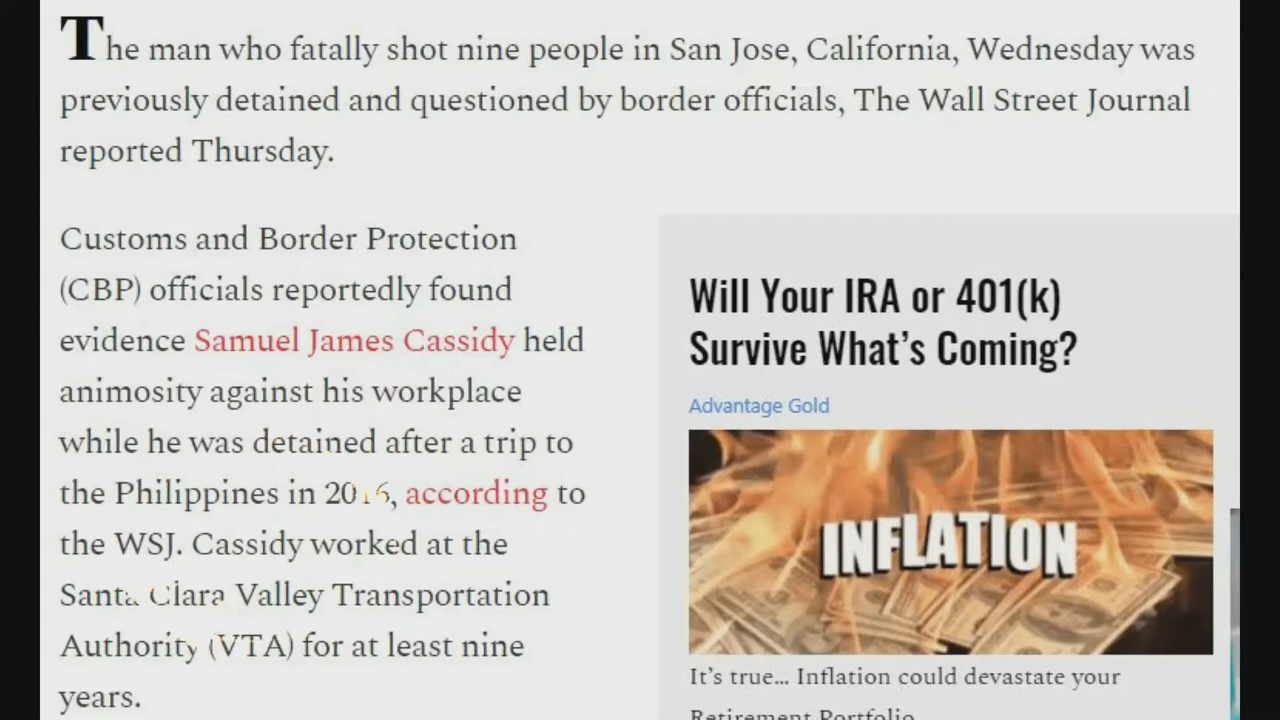 The man who fatally shot nine people in San Jose, California, Wednesday was
previously detained and questioned by border officials, The Wall Street Journal
reported Thursday.
Customs and Border Protection
(CBP) officials reportedly found
evidence Samuel James Cassidy held
animosity against his workplace
while he was detained after a trip to
the Philippines in 2016, according to
the WSJ. Cassidy worked at the
Santa Clara Valley Transportation
Authority (VTA) for at least nine
years.
Will Your IRA or 401(k)
Survive What's Coming?
Advantage Gold
INFLATION
It's true... Inflation could devastate your
Retirement Portfolio